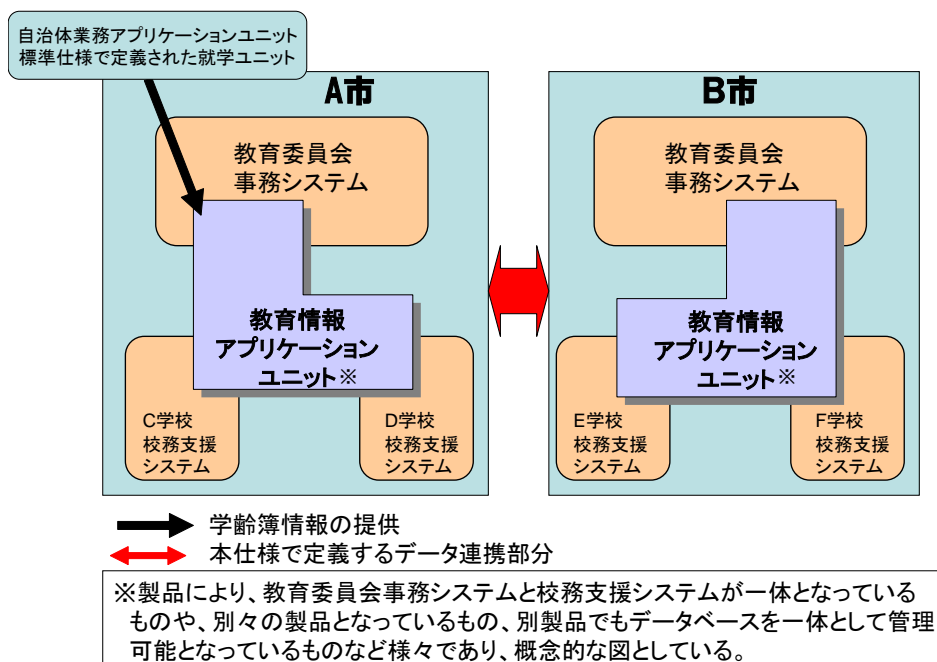 自治体業務アプリケーションユニット
標準仕様で定義された就学ユニット
A市
教育委員会
事務システム
教育情報
アプリケーション
ユニット※
C学校
校務支援
システム
D学校
校務支援
システム
B市
教育委員会
事務システム
教育情報
アプリケーション
ユニット※
E学校
校務支援
システム
F学校
校務支援
システム
学齢簿情報の提供
本仕様で定義するデータ連携部分
※製品により、教育委員会事務システムと校務支援システムが一体となっている
ものや、別々の製品となっているもの、別製品でもデータベースを一体として管理
可能となっているものなど様々であり、概念的な図としている。